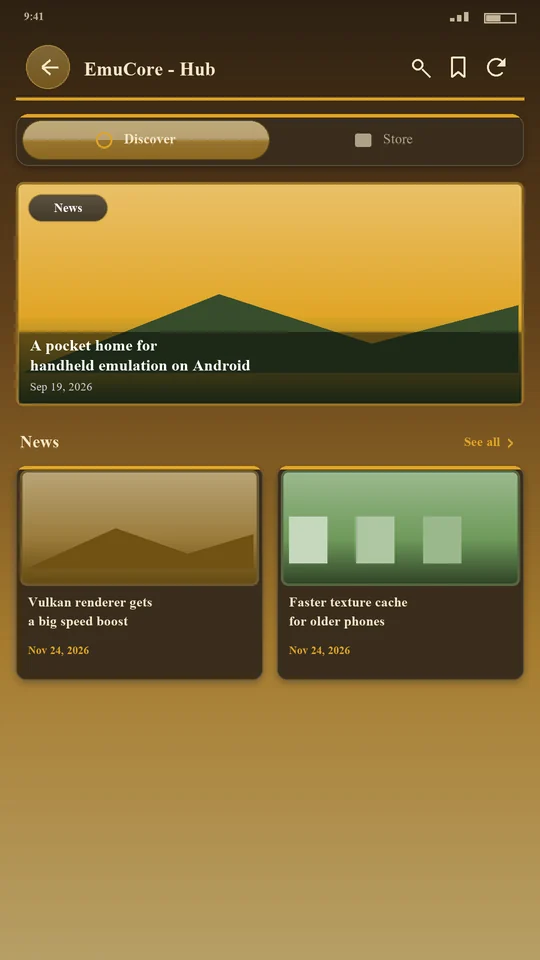 9:41
EmuCore - Hub
Discover
Store
News
A pocket home for
handheld emulation on Android
Sep 19, 2026
News
See all
Vulkan renderer gets
a big speed boost
Nov 24, 2026
Faster texture cache
for older phones
Nov 24, 2026